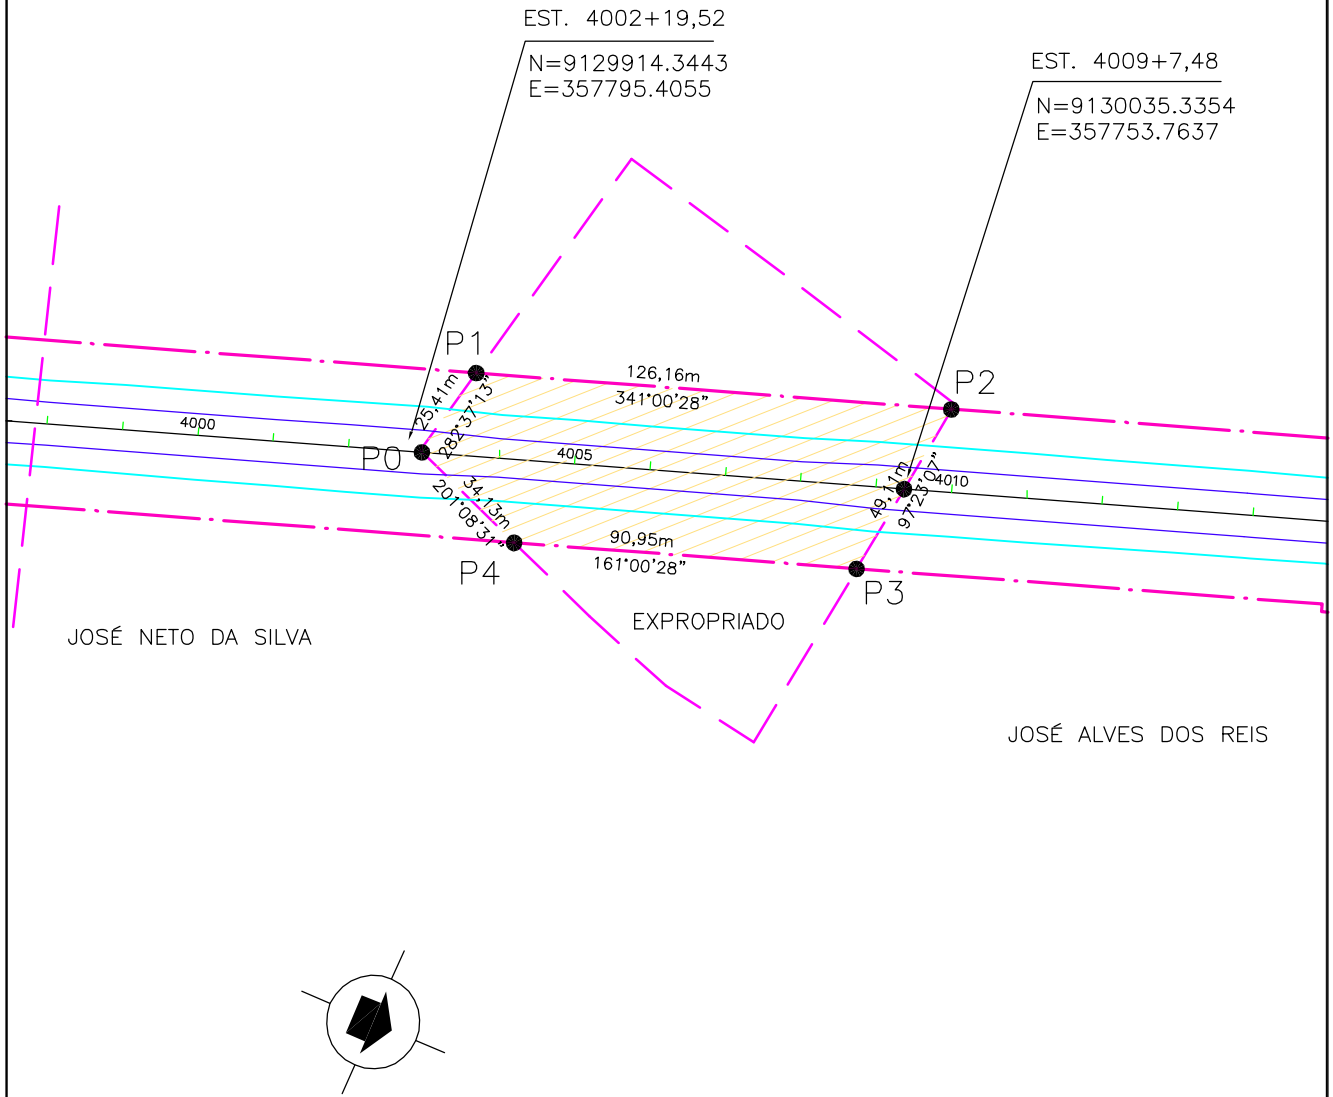 EST. 4002+19,52
N=9129914.3443
E=357795.4055
EST. 4009+7,48
N=9130035.3354
E=357753.7637
P1
126,16m
341°00'28"
P2
25,41m
282°37'13"
4000
P0
4005
4010
34,13m
201°08'31"
49,11m
97°23'07"
90,95m
161°00'28"
P4
P3
EXPROPRIADO
JOSÉ NETO DA SILVA
JOSÉ ALVES DOS REIS